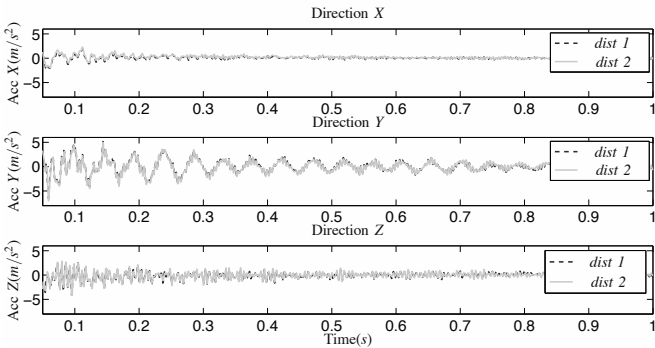 Direction X
Acc X(m/s²)
5
0
−5
dist 1
dist 2
0.1 0.2 0.3 0.4 0.5 0.6 0.7 0.8 0.9 1
Direction Y
Acc Y(m/s²)
5
0
−5
dist 1
dist 2
0.1 0.2 0.3 0.4 0.5 0.6 0.7 0.8 0.9 1
Direction Z
Acc Z(m/s²)
5
0
−5
dist 1
dist 2
0.1 0.2 0.3 0.4 0.5 0.6 0.7 0.8 0.9 1
Time(s)